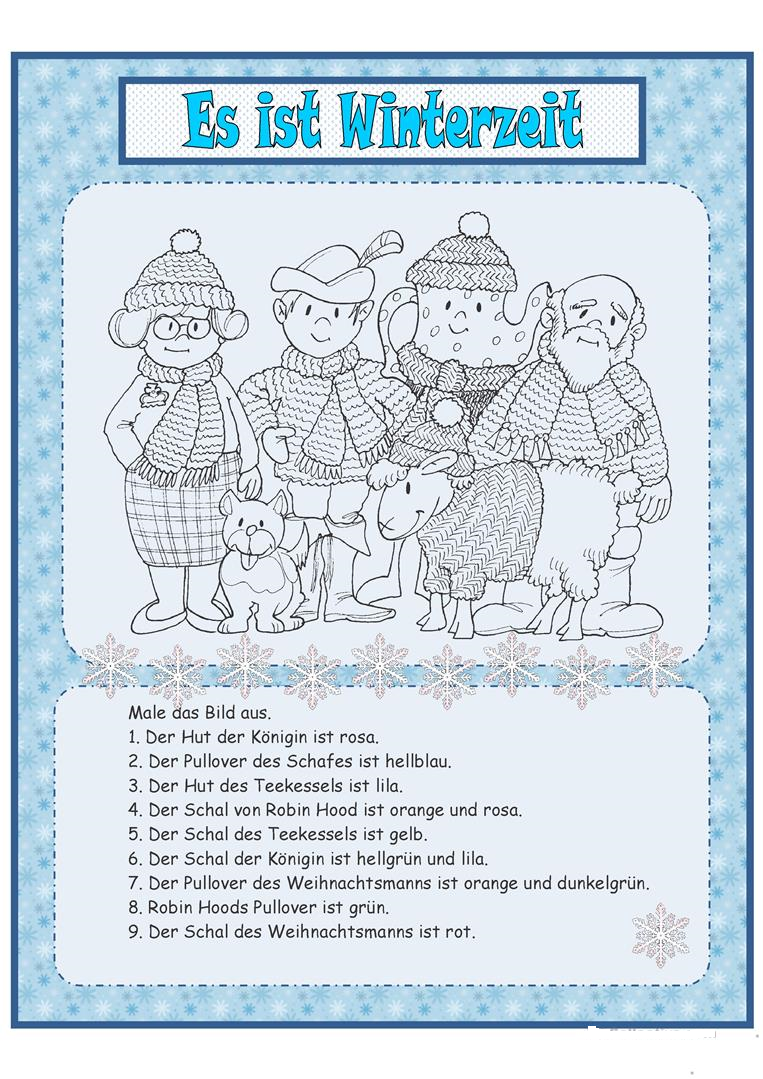 Es ist Winterzeit
Male das Bild aus.
1. Der Hut der Königin ist rosa.
2. Der Pullover des Schafes ist hellblau.
3. Der Hut des Teekessels ist lila.
4. Der Schal von Robin Hood ist orange und rosa.
5. Der Schal des Teekessels ist gelb.
6. Der Schal der Königin ist hellgrün und lila.
7. Der Pullover des Weihnachtsmanns ist orange und dunkelgrün.
8. Robin Hoods Pullover ist grün.
9. Der Schal des Weihnachtsmanns ist rot.